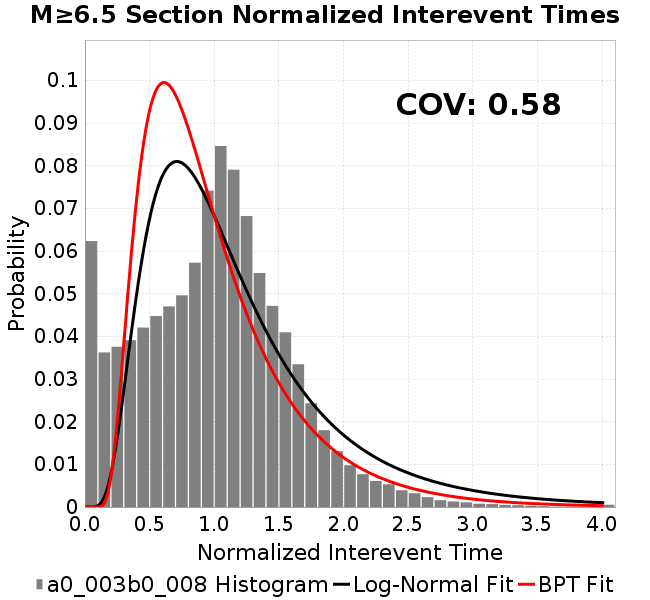 M≥6.5 Section Normalized Interevent Times
COV: 0.58
Probability
0.1
0.09
0.08
0.07
0.06
0.05
0.04
0.03
0.02
0.01
0
0.0 0.5 1.0 1.5 2.0 2.5 3.0 3.5 4.0
Normalized Interevent Time
a0_003b0_008 Histogram Log-Normal Fit BPT Fit